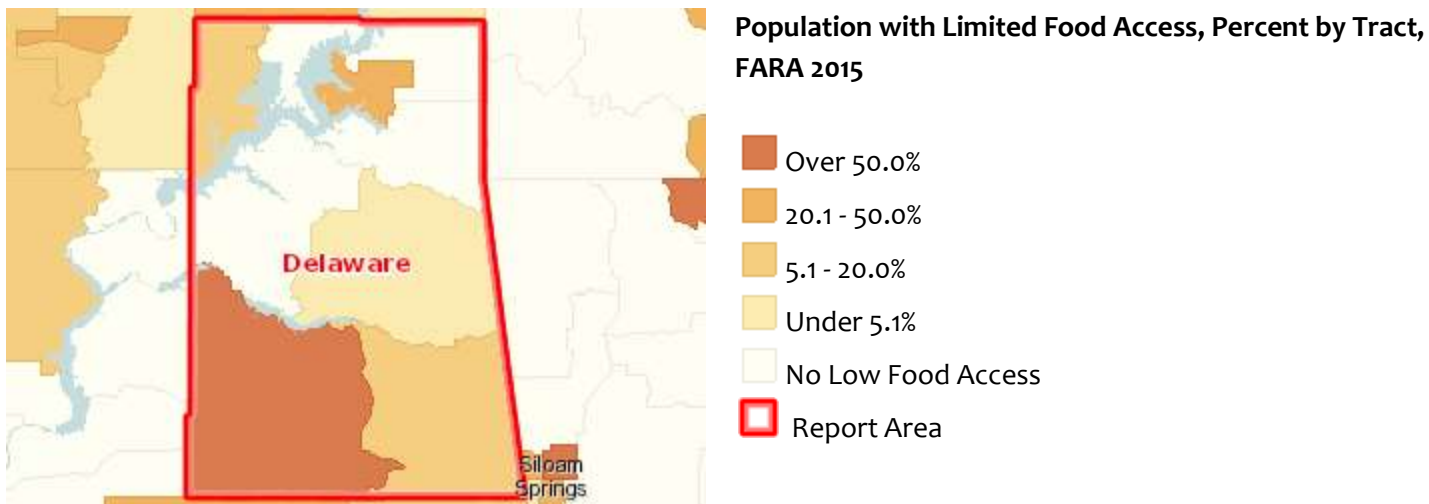 Population with Limited Food Access, Percent by Tract,
FARA 2015
Over 50.0%
20.1 - 50.0%
5.1 - 20.0%
Under 5.1%
No Low Food Access
Report Area
Delaware
Siloam
Springs